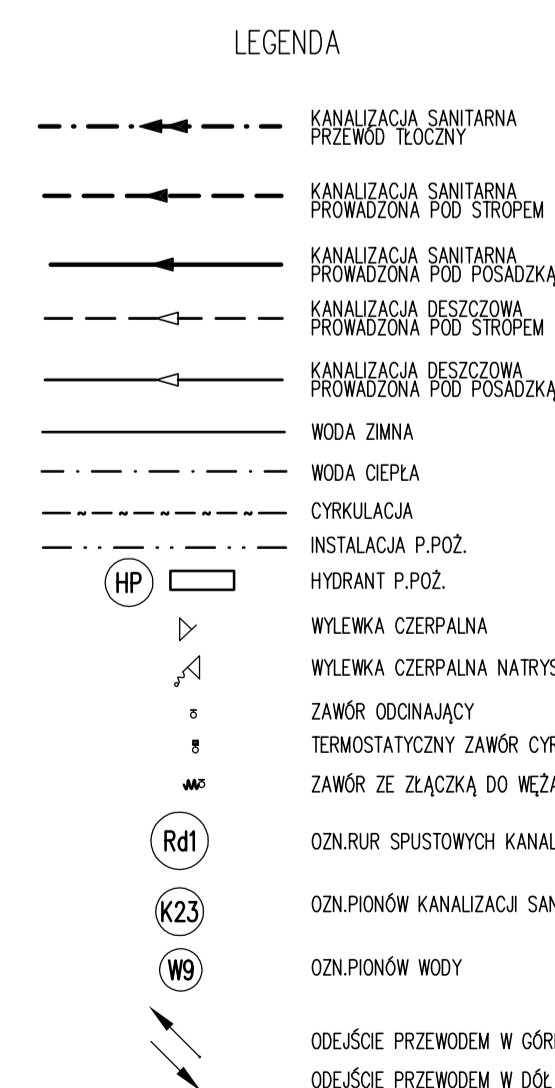 LEGENDA
KANALIZACJA SANITARNA
PRZEWÓD TŁOCZNY
KANALIZACJA SANITARNA
PROWADZONA POD STROPEM
KANALIZACJA SANITARNA
PROWADZONA POD POSADZKĄ
KANALIZACJA DESZCZOWA
PROWADZONA POD STROPEM
KANALIZACJA DESZCZOWA
PROWADZONA POD POSADZKĄ
WODA ZIMNA
WODA CIEPŁA
CYRKULACJA
INSTALACJA P.POŻ.
HP HYDRANT P.POŻ.
WYLEWKA CZERPALNA
WYLEWKA CZERPALNA
ZAWÓR ODCINAJĄCY
TERMOSTATYCZNY ZAWÓR
ZAWÓR ZE ZŁĄCZKĄ DO WĘŻA
Rd1 OZN.RUR SPUSTOWYCH
K23 OZN.PIONÓW KANALIZACJI
W9 OZN.PIONÓW WODY
ODEJŚCIE PRZEWODEM W
ODEJŚCIE PRZEWODEM W DÓŁ